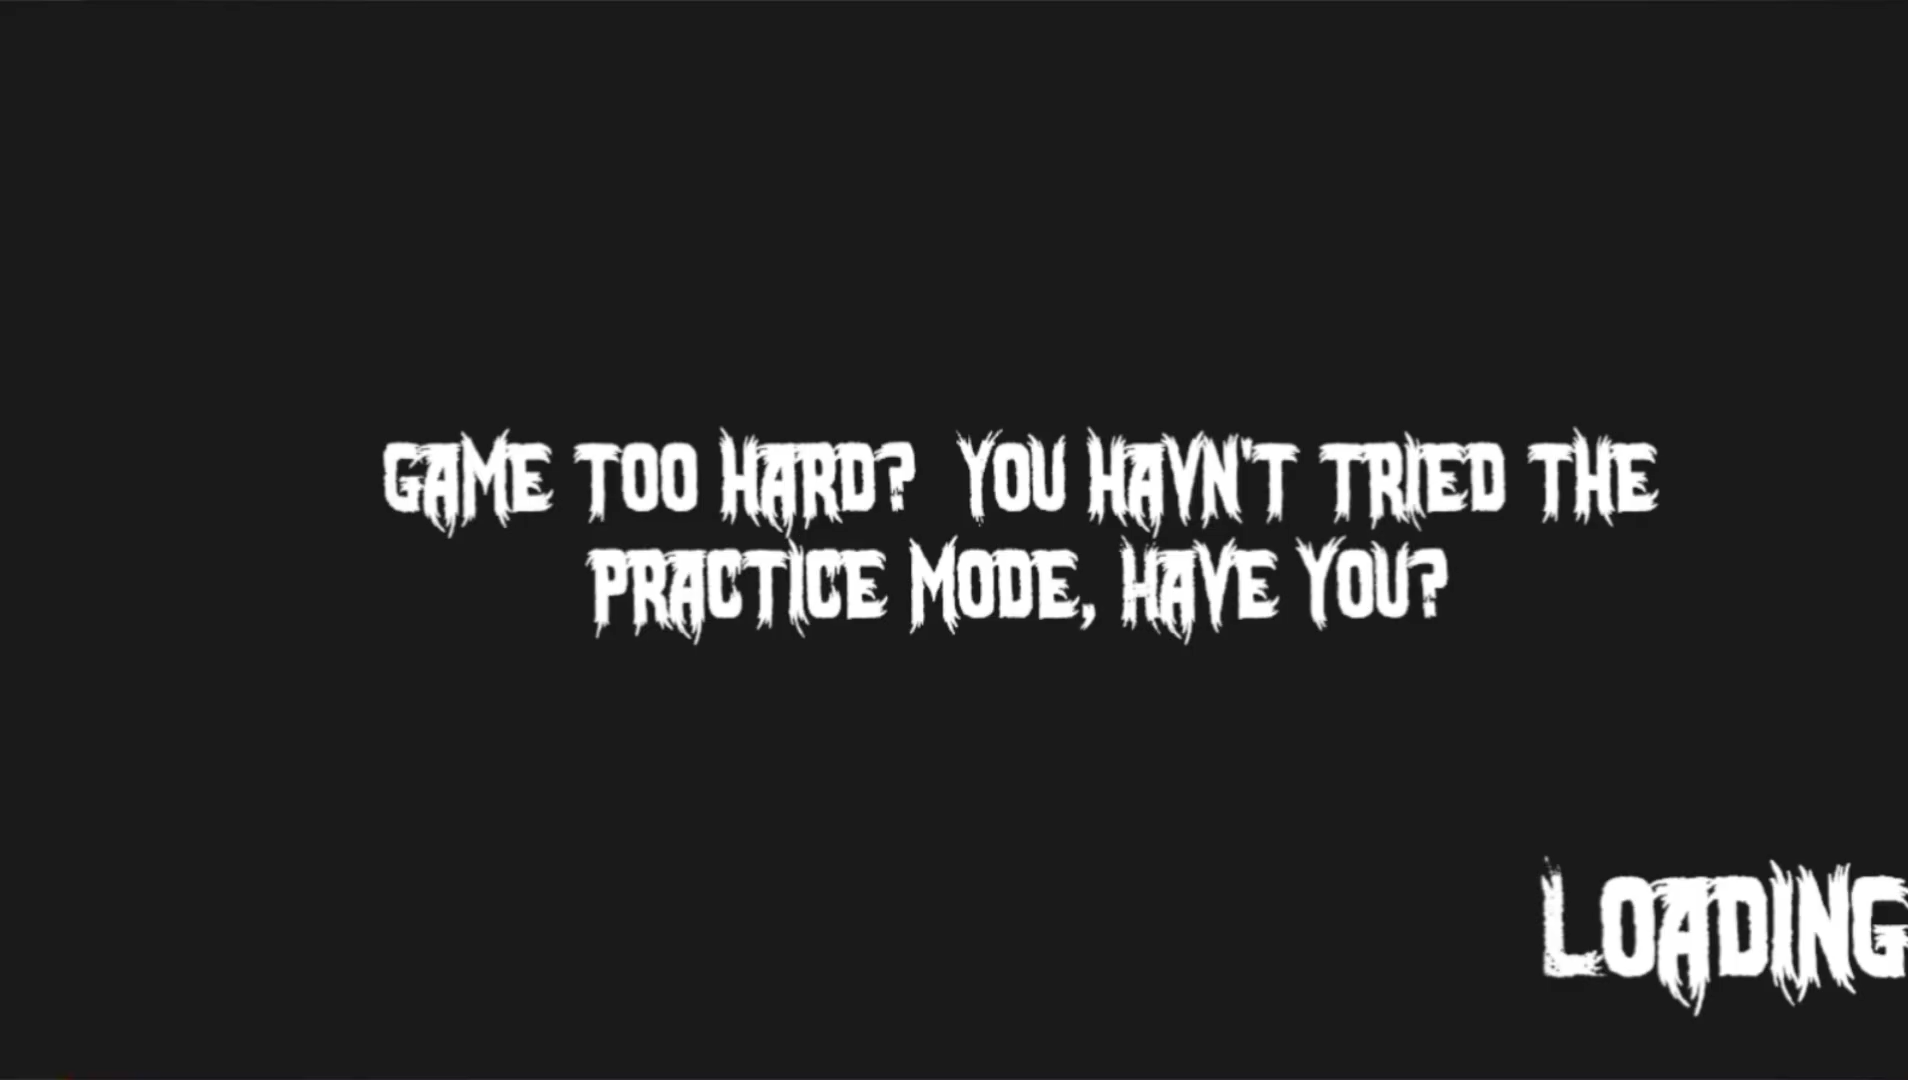 GAME TOO HARD? YOU HAVN'T TRIED THE
PRACTICE MODE, HAVE YOU?
LOADING